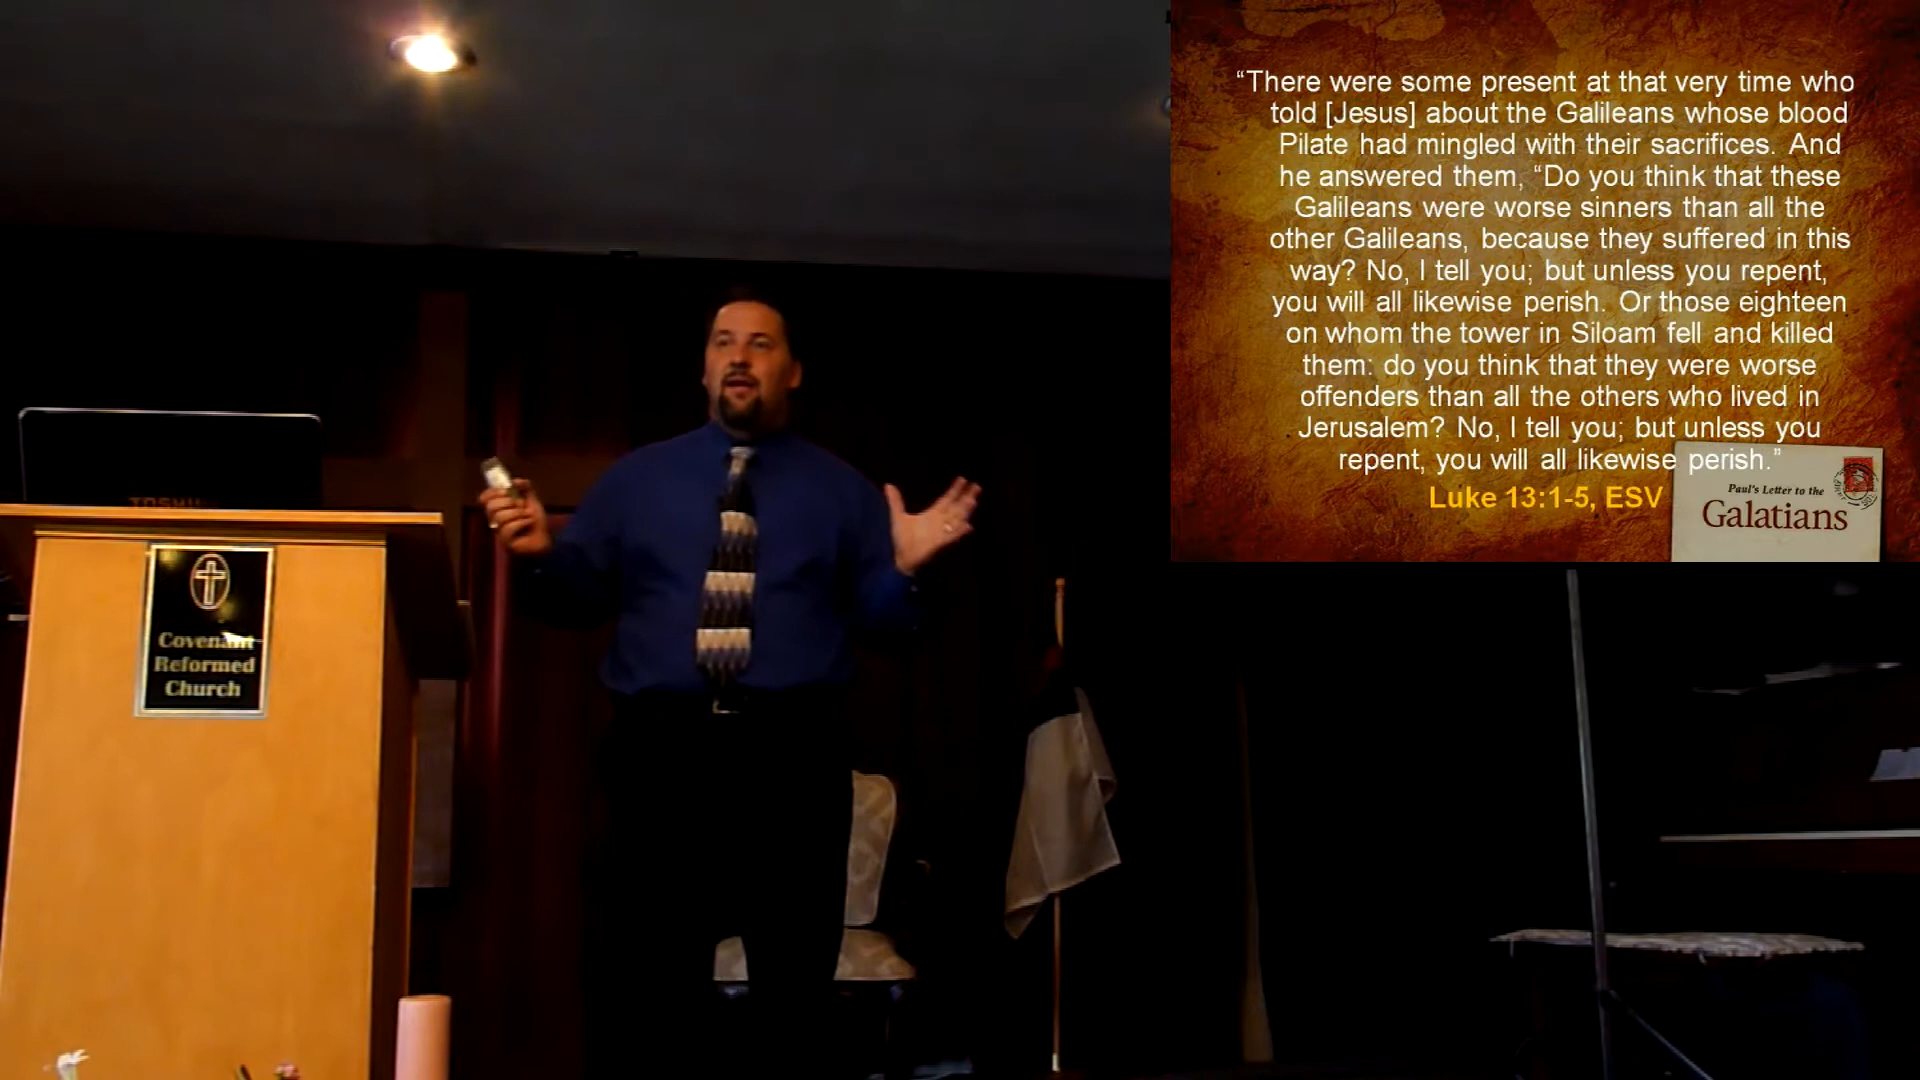 “There were some present at that very time who
told [Jesus] about the Galileans whose blood
Pilate had mingled with their sacrifices. And
he answered them, “Do you think that these
Galileans were worse sinners than all the
other Galileans, because they suffered in this
way? No, I tell you; but unless you repent,
you will all likewise perish. Or those eighteen
on whom the tower in Siloam fell and killed
them: do you think that they were worse
offenders than all the others who lived in
Jerusalem? No, I tell you; but unless you
repent, you will all likewise perish.”
Luke 13:1-5, ESV
Paul's Letter to the
Galatians
TOSHIBA
Covenant
Reformed
Church